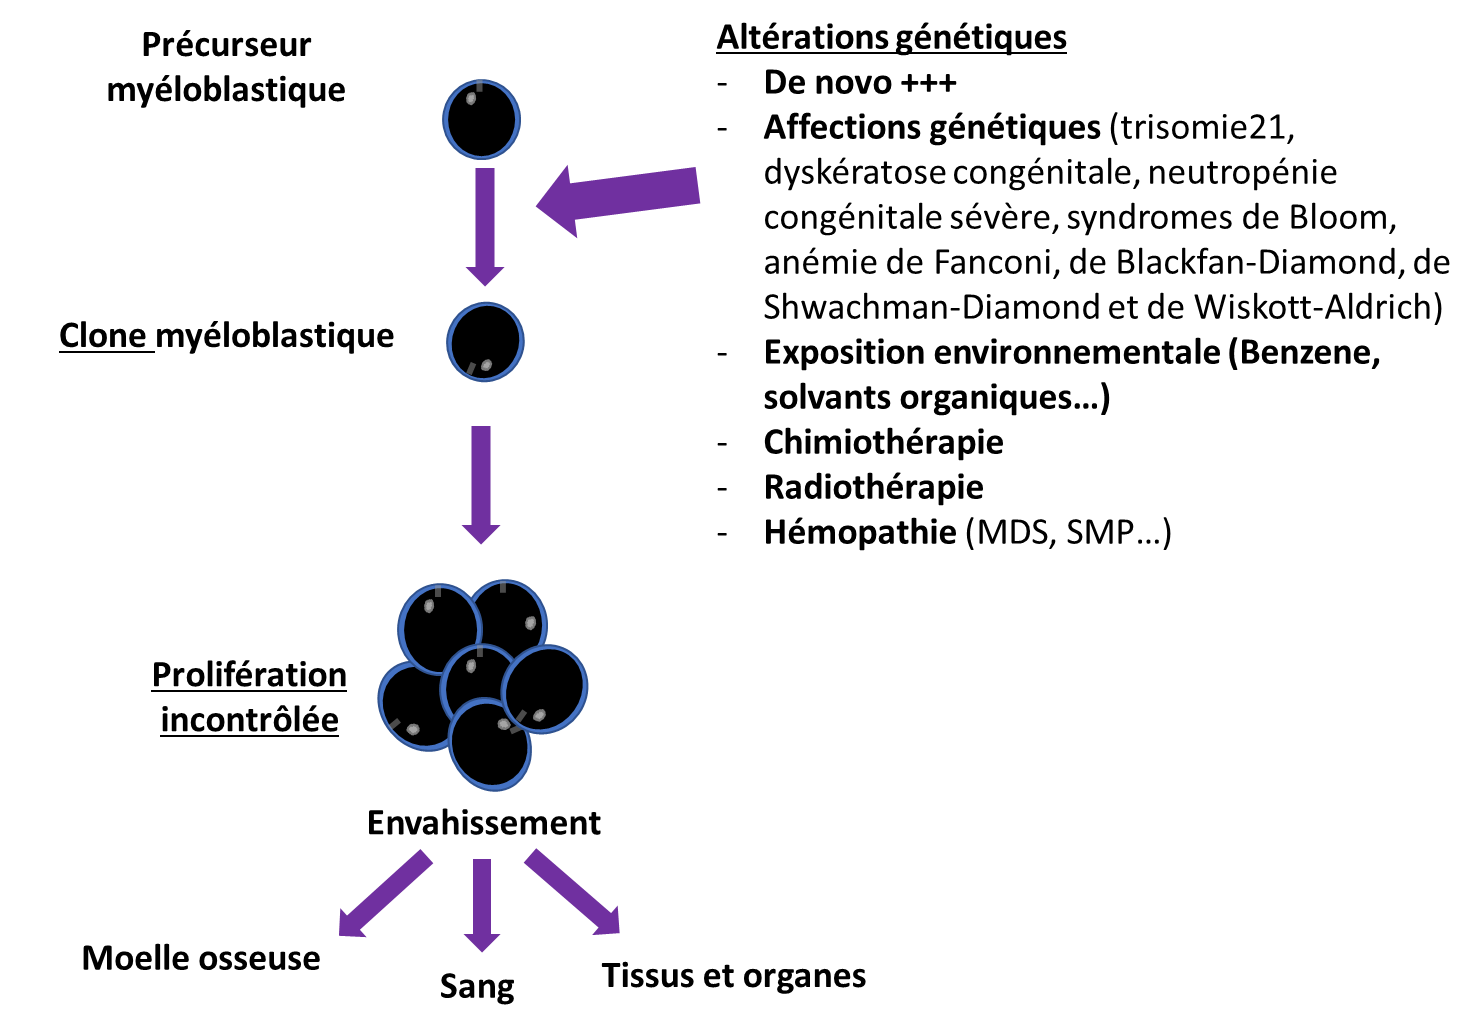 Précurseur
myéloblastique
Altérations génétiques
- De novo +++
- Affections génétiques (trisomie21,
dyskératose congénitale, neutropénie
congénitale sévère, syndromes de Bloom,
anémie de Fanconi, de Blackfan-Diamond, de
Shwachman-Diamond et de Wiskott-Aldrich)
- Exposition environnementale (Benzene,
solvants organiques…)
- Chimiothérapie
- Radiothérapie
- Hémopathie (MDS, SMP…)
Clone myéloblastique
Prolifération
incontrôlée
Envahissement
Moelle osseuse
Sang
Tissus et organes